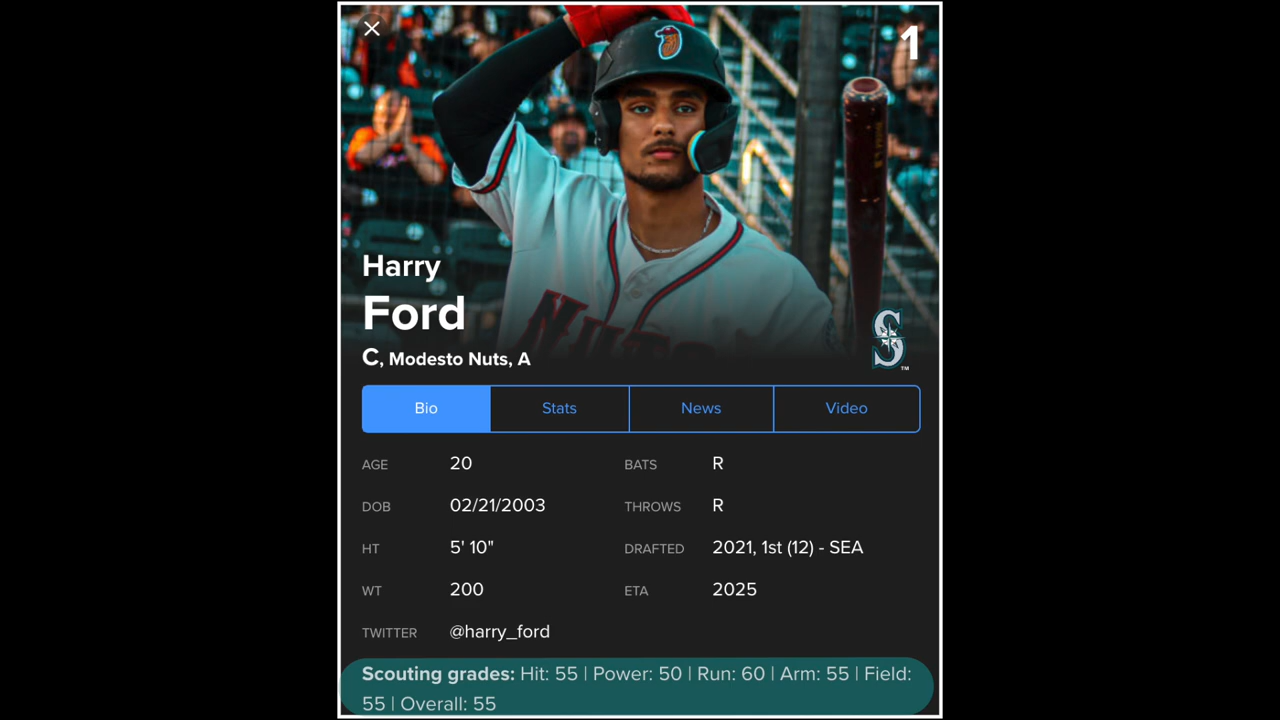 1
Harry
Ford
C, Modesto Nuts, A
Bio Stats News Video
AGE 20 BATS R
DOB 02/21/2003 THROWS R
HT 5' 10" DRAFTED 2021, 1st (12) - SEA
WT 200 ETA 2025
TWITTER @harry_ford
Scouting grades: Hit: 55 | Power: 50 | Run: 60 | Arm: 55 | Field:
55 | Overall: 55
NUTS
S
TM